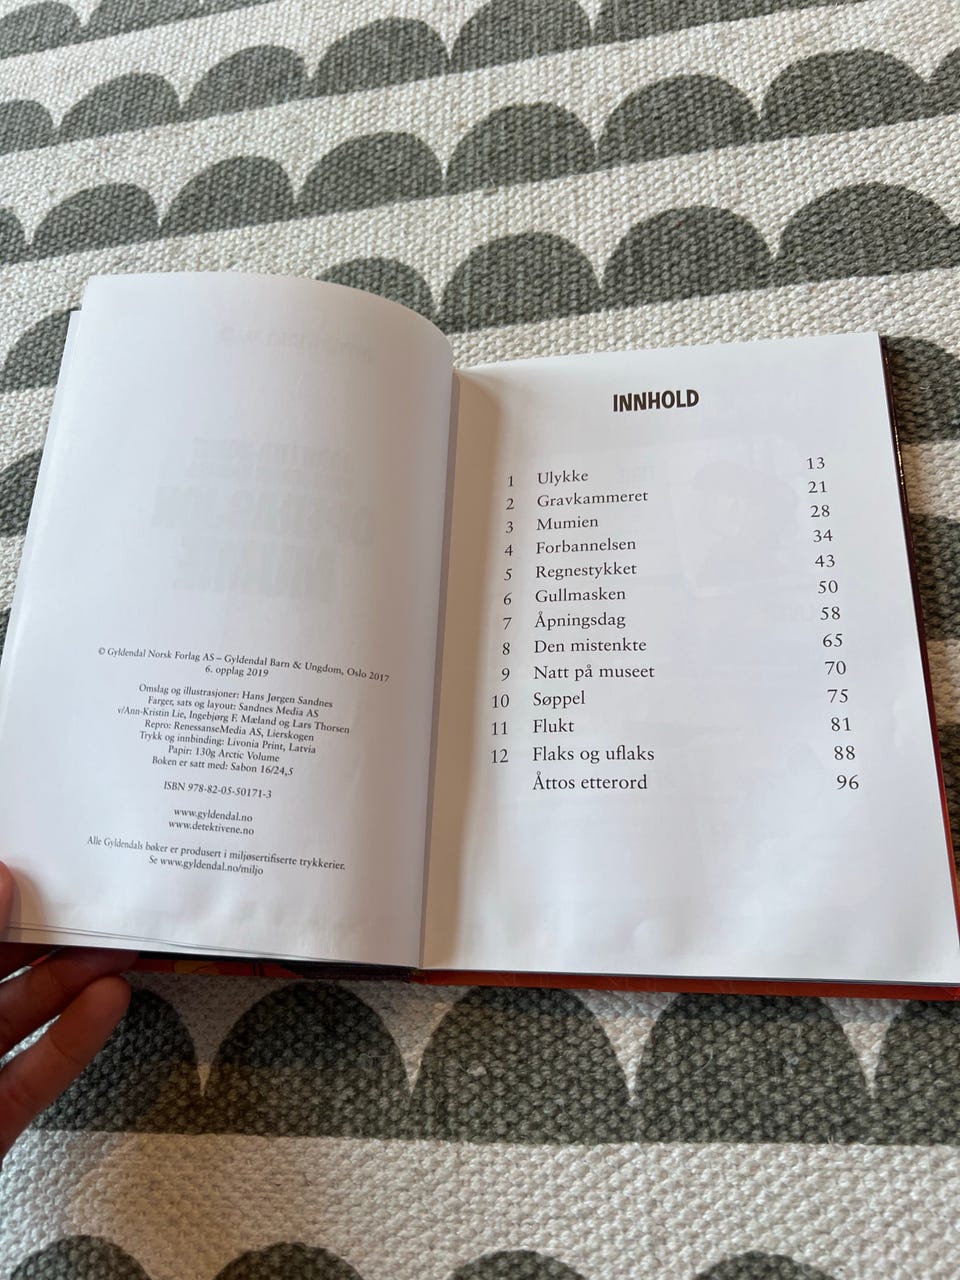 © Gyldendal Norsk Forlag AS – Gyldendal Barn & Ungdom, Oslo 2017
6. opplag 2019
Omslag og illustrasjoner: Hans Jørgen Sandnes
Farger, sats og layout: Sandnes Media AS
v/Ann-Kristin Lie, Ingebjørg F. Mæland og Lars Thorsen
Repro: RenessanseMedia AS, Lierskogen
Trykk og innbinding: Livonia Print, Latvia
Papir: 130g Arctic Volume
Boken er satt med: Sabon 16/24,5
ISBN 978-82-05-50171-3
www.gyldendal.no
www.detektivene.no
Alle Gyldendals bøker er produsert i miljøsertifiserte trykkerier.
Se www.gyldendal.no/miljo
INNHOLD
1 Ulykke 13
2 Gravkammeret 21
3 Mumien 28
4 Forbannelsen 34
5 Regnestykket 43
6 Gullmasken 50
7 Åpningsdag 58
8 Den mistenkte 65
9 Natt på museet 70
10 Søppel 75
11 Flukt 81
12 Flaks og uflaks 88
Åttos etterord 96